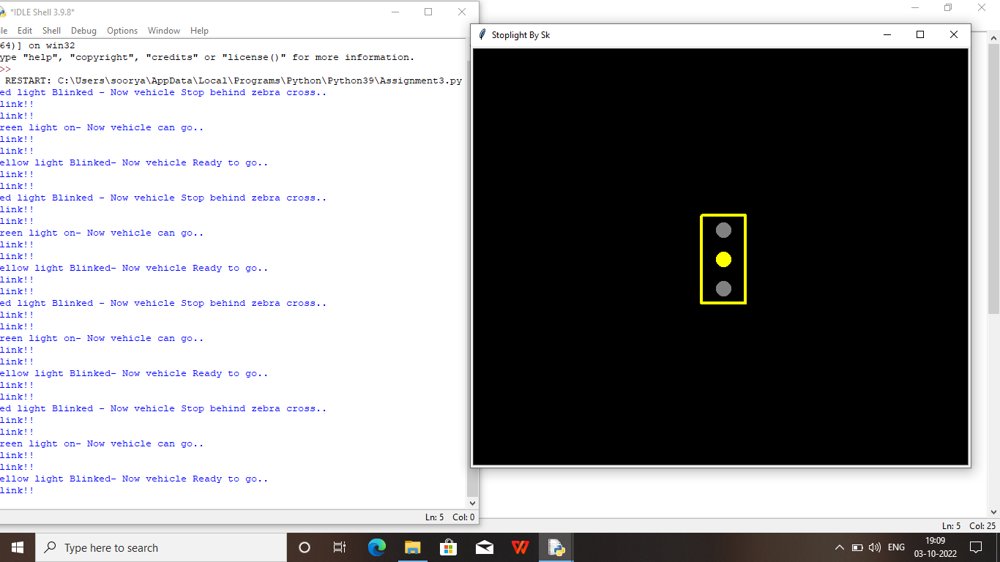 *IDLE Shell 3.9.8*
ile Edit Shell Debug Options Window Help
64)] on win32
ype "help", "copyright", "credits" or "license()" for more information.
>>
RESTART: C:\Users\soorya\AppData\Local\Programs\Python\Python39\Assignment3.py
ed light Blinked - Now vehicle Stop behind zebra cross..
link!!
link!!
reen light on- Now vehicle can go..
link!!
link!!
ellow light Blinked- Now vehicle Ready to go..
link!!
link!!
ed light Blinked - Now vehicle Stop behind zebra cross..
link!!
link!!
reen light on- Now vehicle can go..
link!!
link!!
ellow light Blinked- Now vehicle Ready to go..
link!!
link!!
ed light Blinked - Now vehicle Stop behind zebra cross..
link!!
link!!
reen light on- Now vehicle can go..
link!!
link!!
ellow light Blinked- Now vehicle Ready to go..
link!!
link!!
ed light Blinked - Now vehicle Stop behind zebra cross..
link!!
link!!
reen light on- Now vehicle can go..
link!!
link!!
ellow light Blinked- Now vehicle Ready to go..
link!!
Ln: 5 Col: 0
Stoplight By Sk
Ln: 5 Col: 25
Type here to search
ENG
19:09
03-10-2022